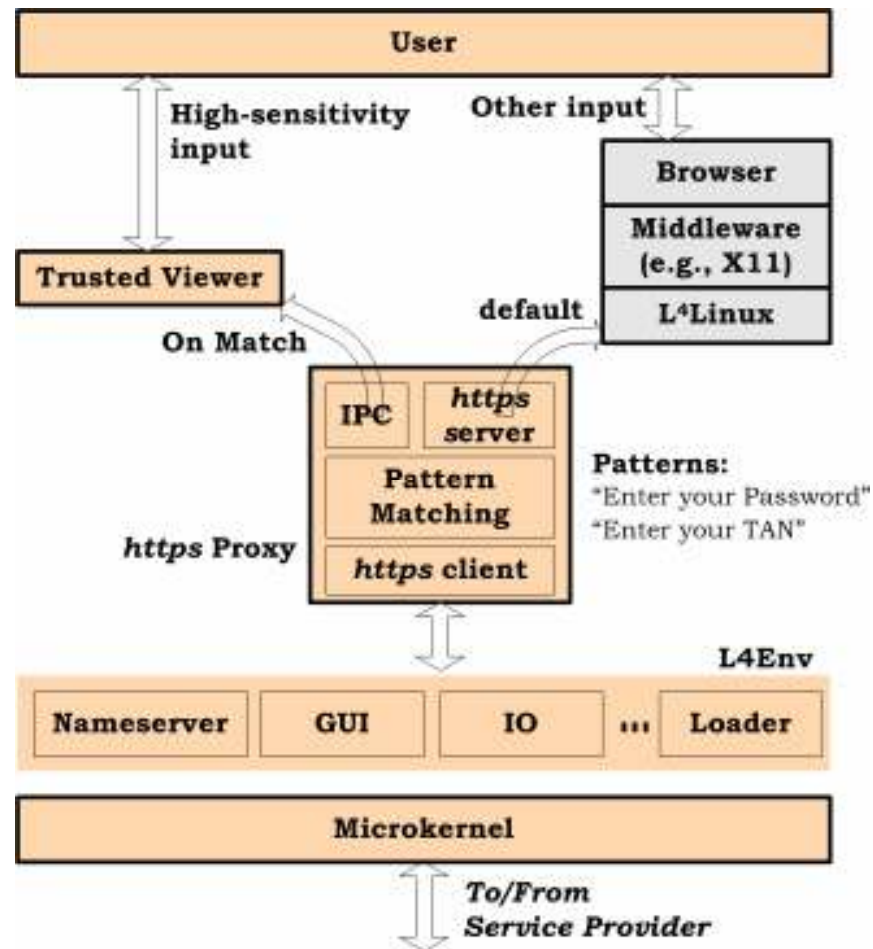 User
High-sensitivity
input
Other input
Browser
Middleware
(e.g., X11)
L⁴Linux
Trusted Viewer
On Match
default
IPC
https
server
Pattern
Matching
https client
https Proxy
Patterns:
“Enter your Password”
“Enter your TAN”
L4Env
Nameserver
GUI
IO
...
Loader
Microkernel
To/From
Service Provider